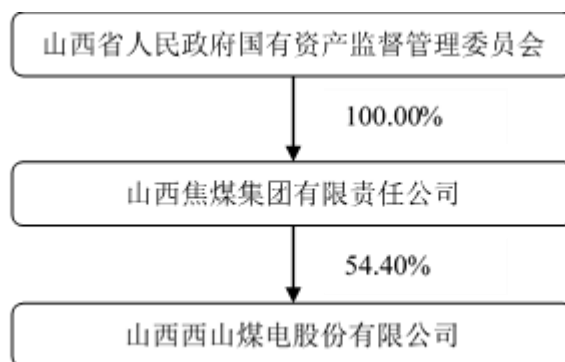 山西省人民政府国有资产监督管理委员会
100.00%
山西焦煤集团有限责任公司
54.40%
山西西山煤电股份有限公司